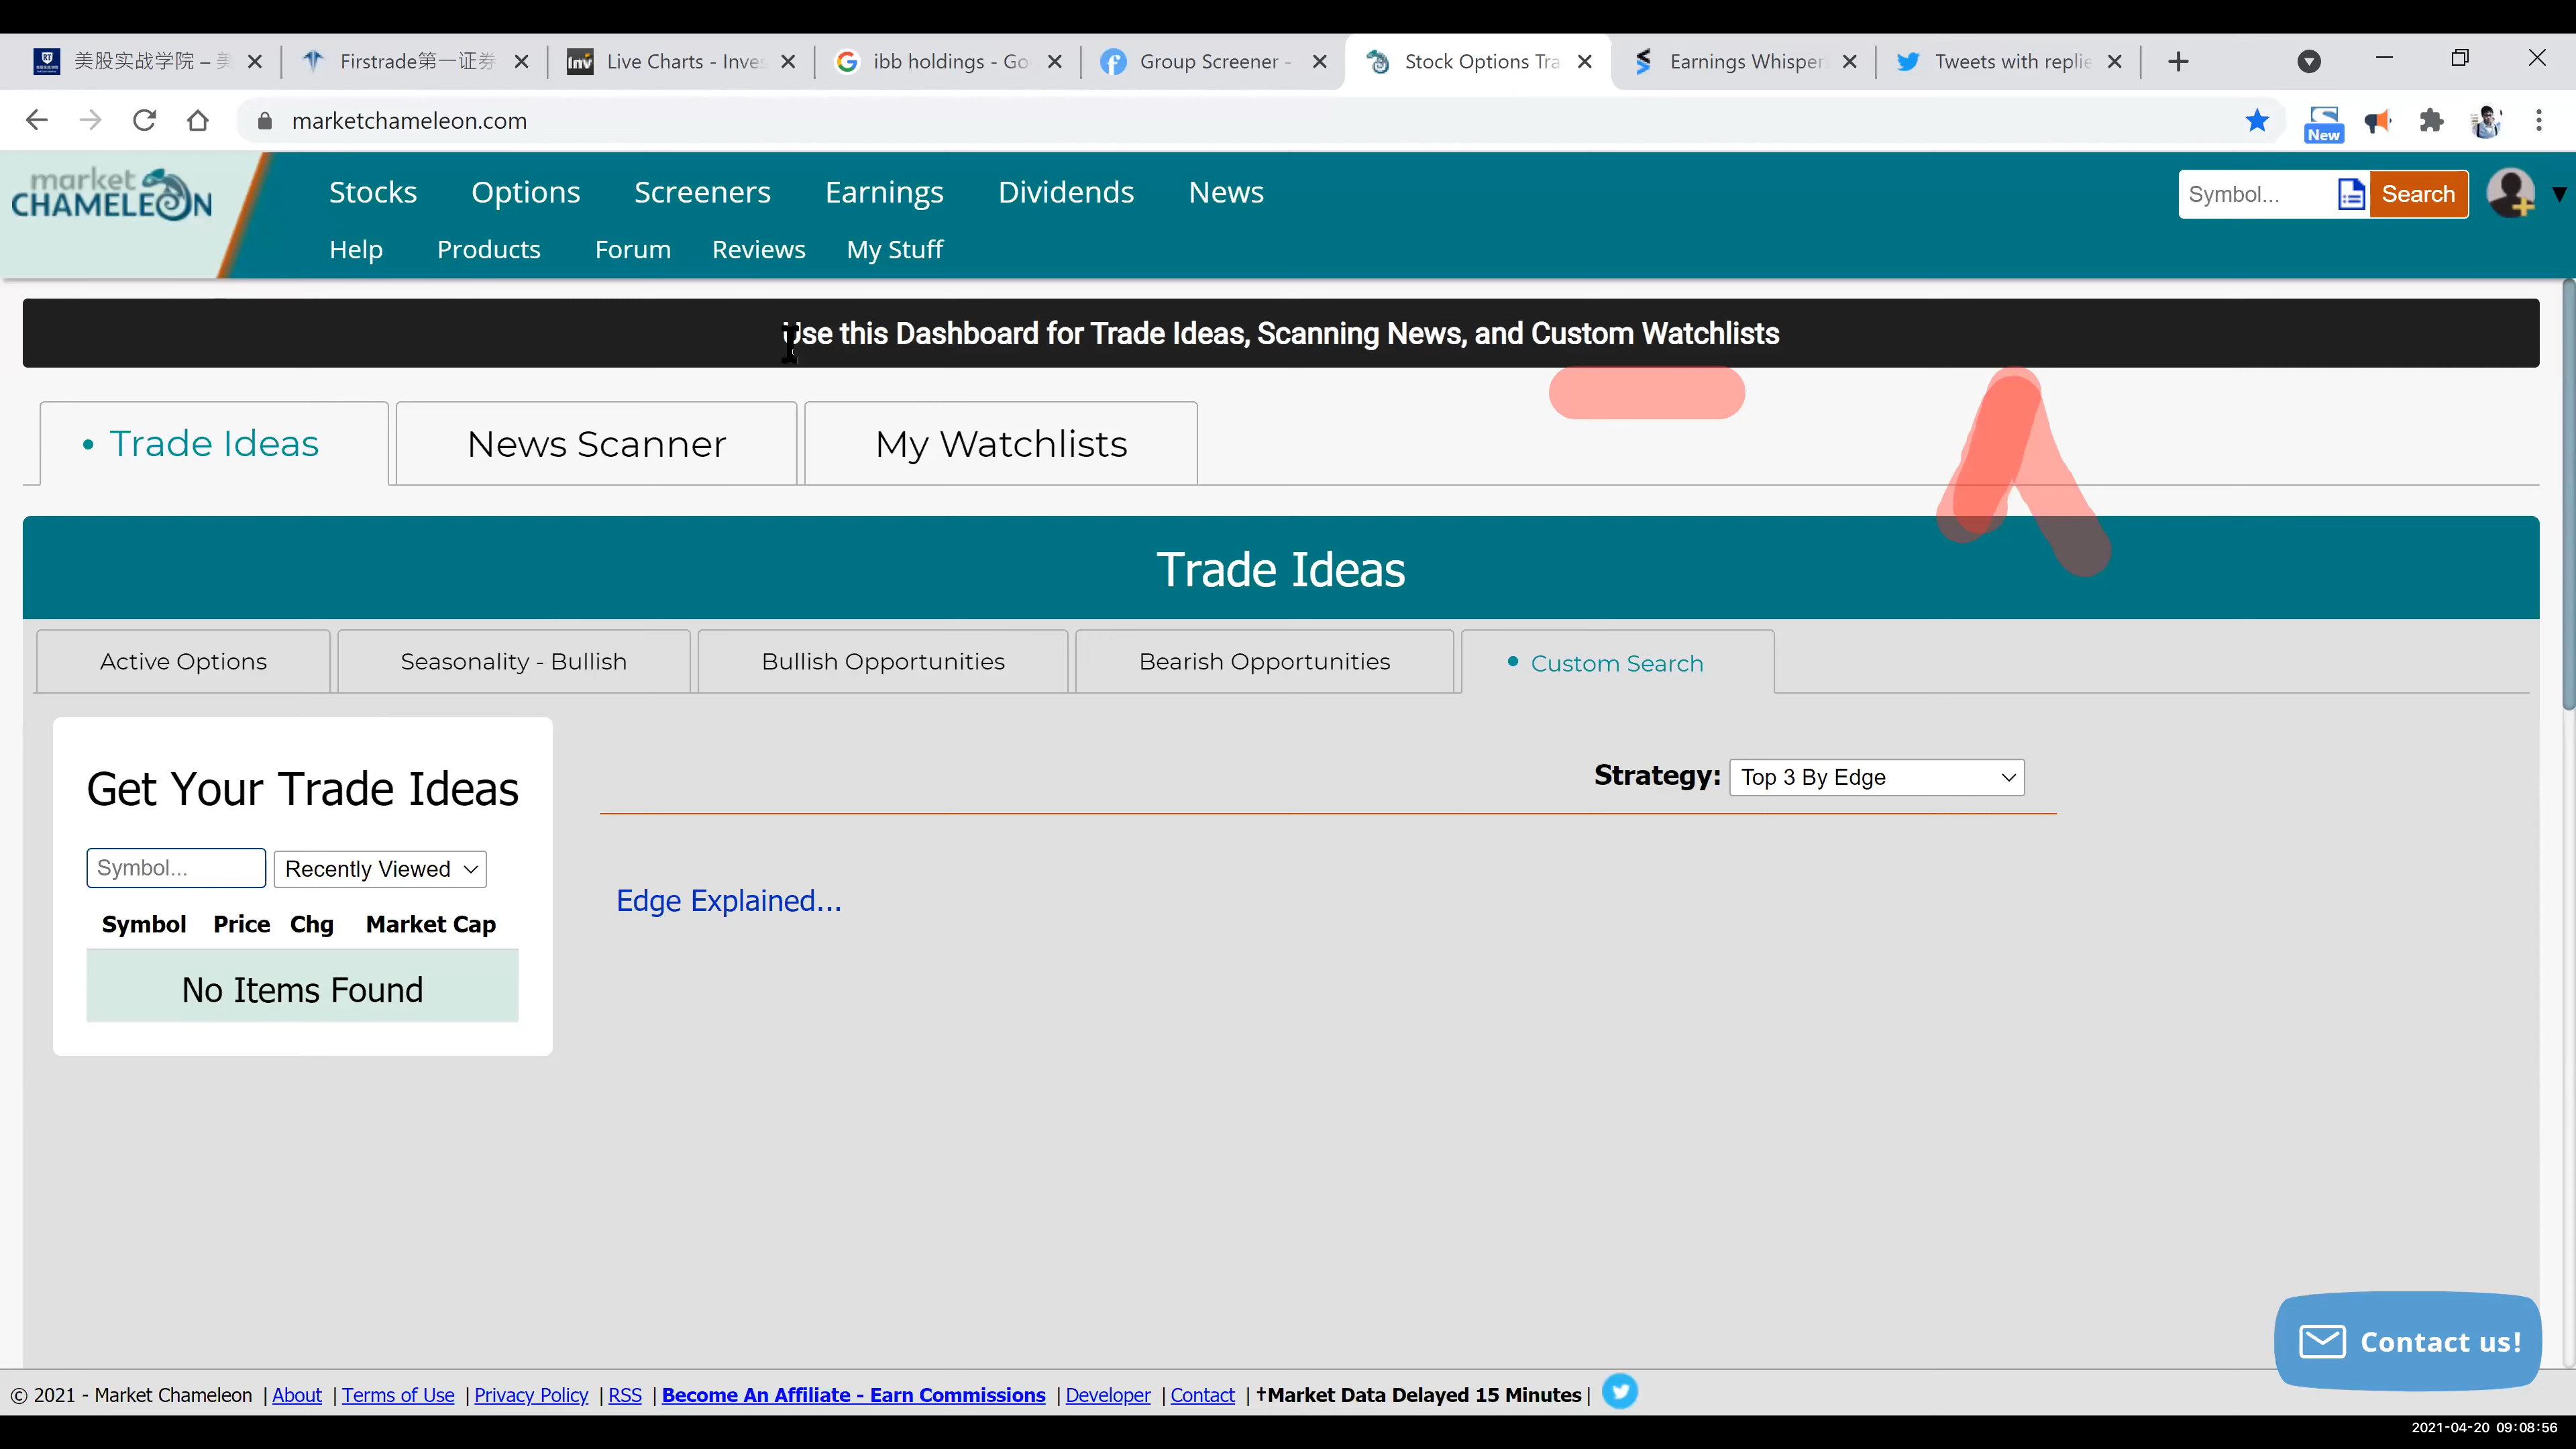 美股实战学院 – 美
Firstrade第一证券
Live Charts - Inves
ibb holdings - Go
Group Screener -
Stock Options Tra
Earnings Whisper
Tweets with replie
marketchameleon.com
New
market
CHAMELEON
Stocks Options Screeners Earnings Dividends News
Symbol... Search
Help Products Forum Reviews My Stuff
Use this Dashboard for Trade Ideas, Scanning News, and Custom Watchlists
• Trade Ideas
News Scanner
My Watchlists
Trade Ideas
Active Options
Seasonality - Bullish
Bullish Opportunities
Bearish Opportunities
• Custom Search
Get Your Trade Ideas
Strategy: Top 3 By Edge
Symbol... Recently Viewed
Edge Explained...
Symbol Price Chg Market Cap
No Items Found
Contact us!
© 2021 - Market Chameleon | About | Terms of Use | Privacy Policy | RSS | Become An Affiliate - Earn Commissions | Developer | Contact | †Market Data Delayed 15 Minutes |
2021-04-20 09:08:56